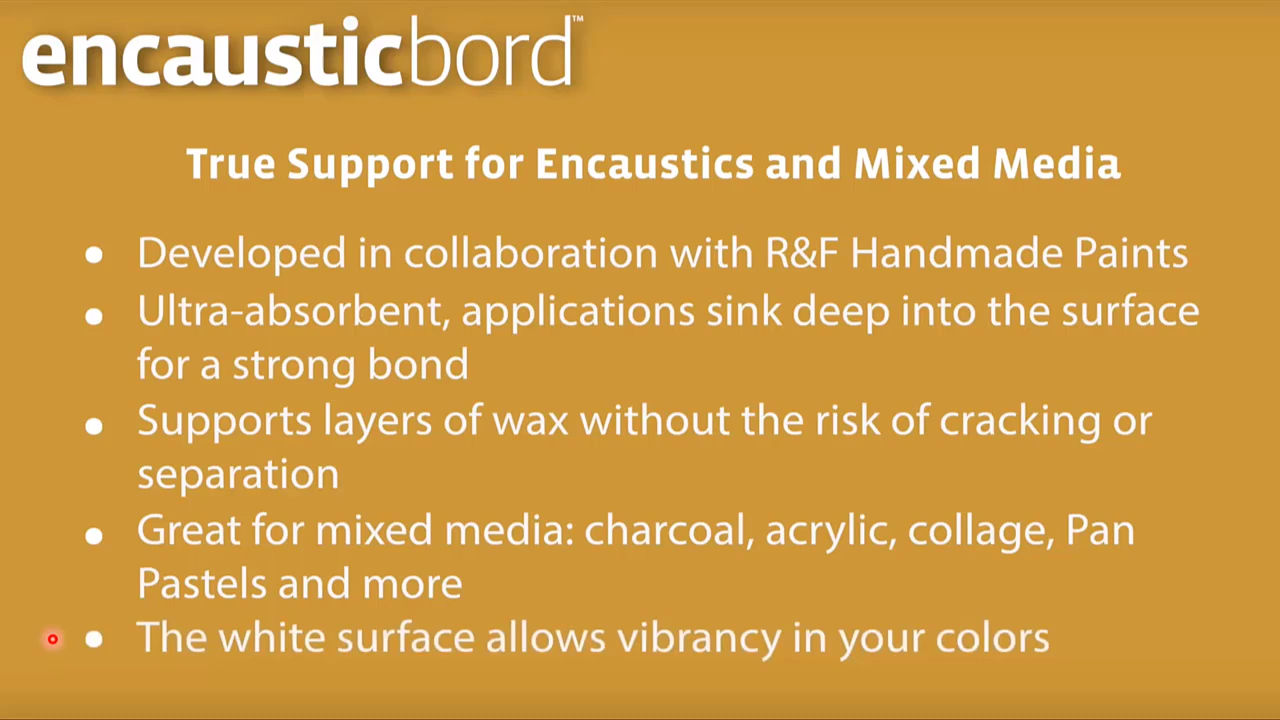 encausticbord™
True Support for Encaustics and Mixed Media
• Developed in collaboration with R&F Handmade Paints
• Ultra-absorbent, applications sink deep into the surface
for a strong bond
• Supports layers of wax without the risk of cracking or
separation
• Great for mixed media: charcoal, acrylic, collage, Pan
Pastels and more
• The white surface allows vibrancy in your colors